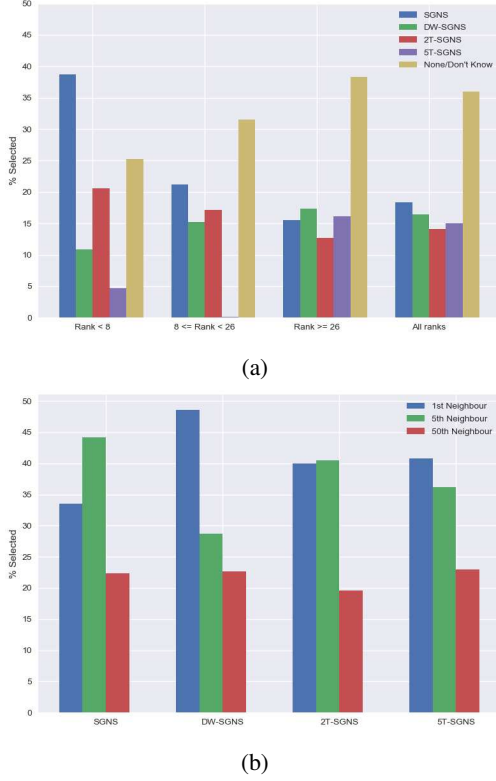 50
45
40
35
30
25
20
15
10
5
0
% Selected
SGNS
DW-SGNS
2T-SGNS
5T-SGNS
None/Don't Know
Rank < 8
8 <= Rank < 26
Rank >= 26
All ranks
(a)
50
45
40
35
30
25
20
15
10
5
0
% Selected
1st Neighbour
5th Neighbour
50th Neighbour
SGNS
DW-SGNS
2T-SGNS
5T-SGNS
(b)